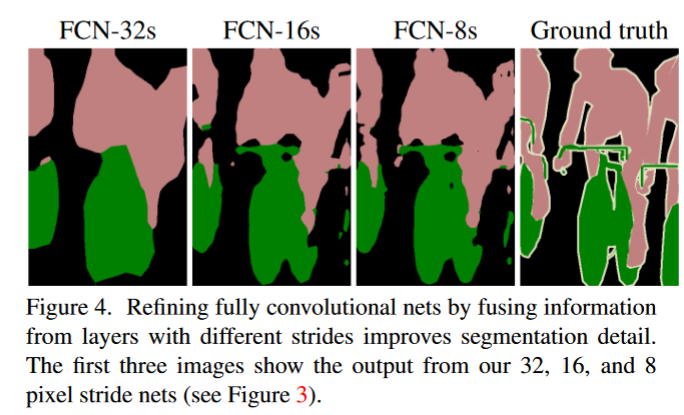 FCN-32s FCN-16s FCN-8s Ground truth
Figure 4. Refining fully convolutional nets by fusing information
from layers with different strides improves segmentation detail.
The first three images show the output from our 32, 16, and 8
pixel stride nets (see Figure 3).